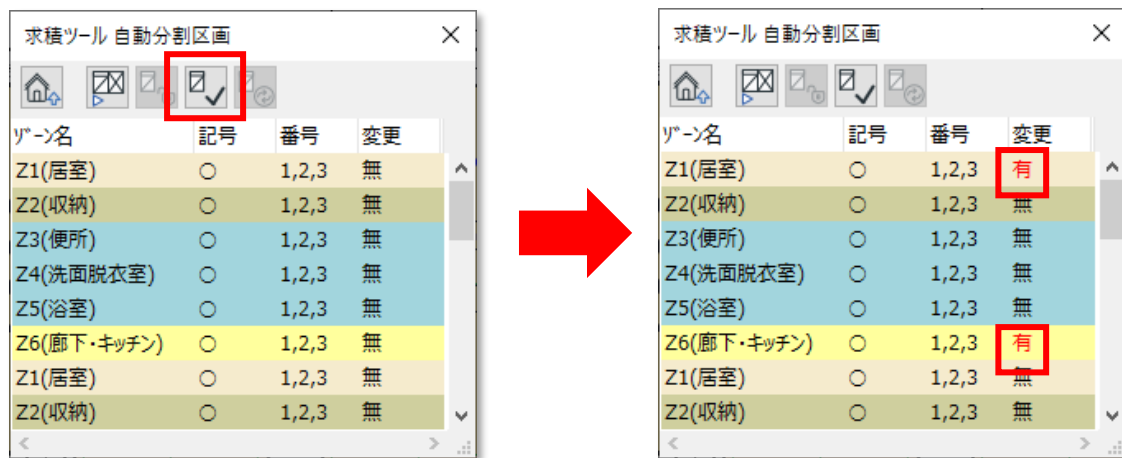 求積ツール 自動分割区画
ゾーン名 記号 番号 変更
Z1(居室) ○ 1,2,3 無
Z2(収納) ○ 1,2,3 無
Z3(便所) ○ 1,2,3 無
Z4(洗面脱衣室) ○ 1,2,3 無
Z5(浴室) ○ 1,2,3 無
Z6(廊下・キッチン) ○ 1,2,3 無
Z1(居室) ○ 1,2,3 無
Z2(収納) ○ 1,2,3 無
求積ツール 自動分割区画
ゾーン名 記号 番号 変更
Z1(居室) ○ 1,2,3 有
Z2(収納) ○ 1,2,3 無
Z3(便所) ○ 1,2,3 無
Z4(洗面脱衣室) ○ 1,2,3 無
Z5(浴室) ○ 1,2,3 無
Z6(廊下・キッチン) ○ 1,2,3 有
Z1(居室) ○ 1,2,3 無
Z2(収納) ○ 1,2,3 無